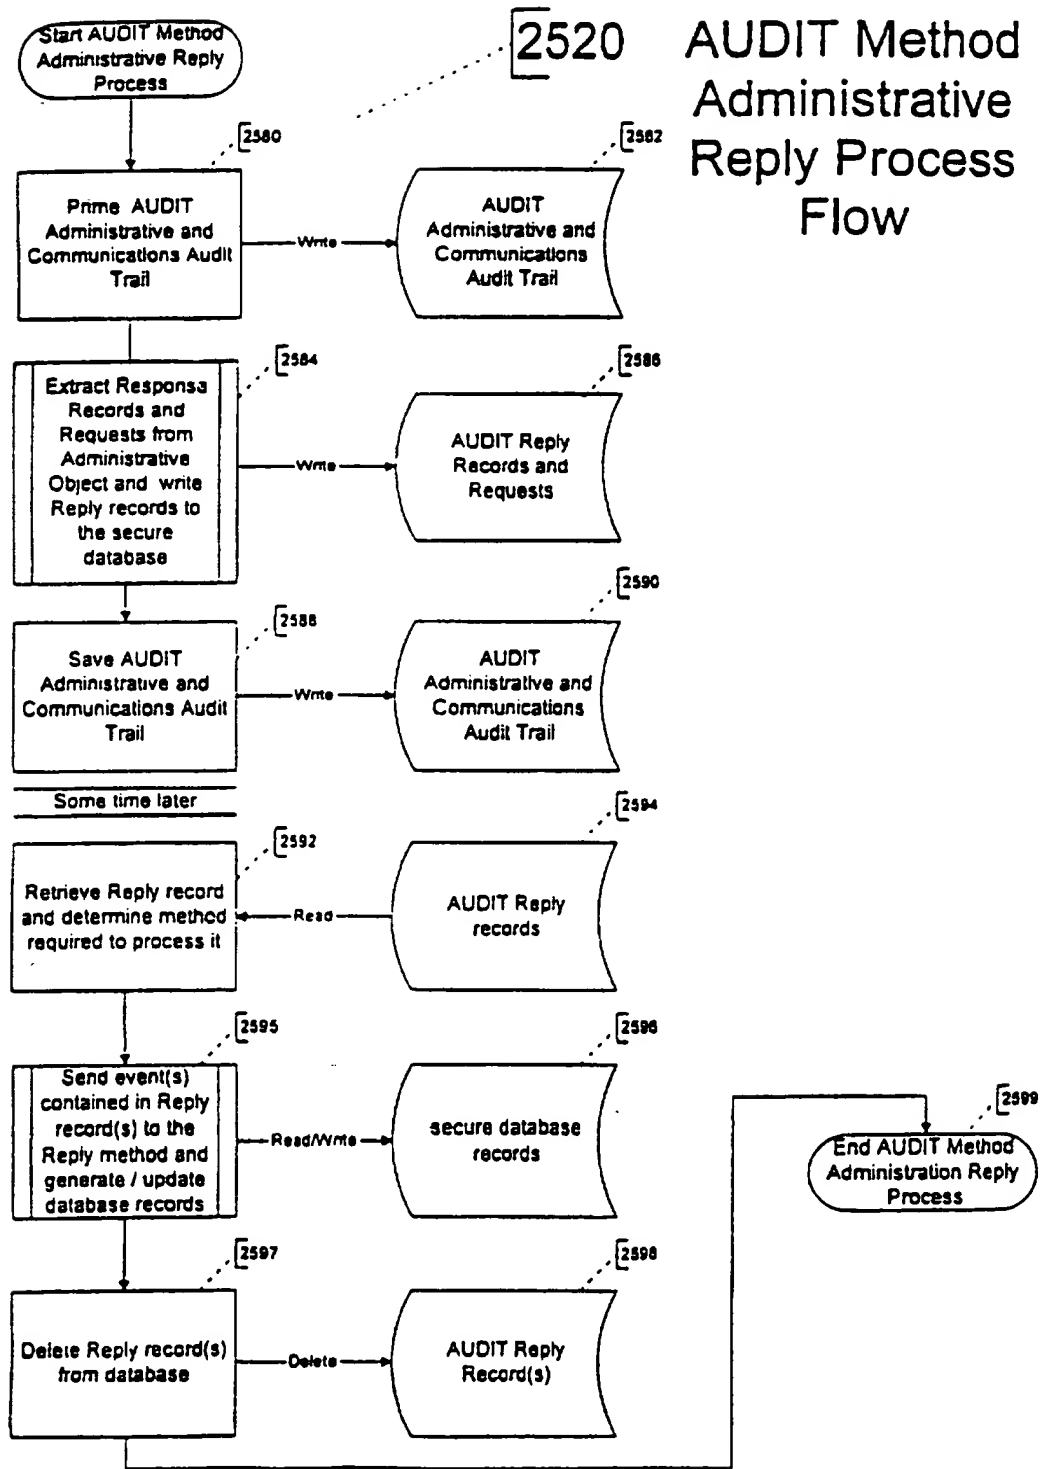 Start AUDIT Method
Administrative Reply
Process
2520
AUDIT Method
Administrative
Reply Process
Flow
2580
Prime AUDIT
Administrative and
Communications Audit
Trail
Write
2582
AUDIT
Administrative and
Communications
Audit Trail
2584
Extract Response
Records and
Requests from
Administrative
Object and write
Reply records to
the secure
database
Write
2586
AUDIT Reply
Records and
Requests
2588
Save AUDIT
Administrative and
Communications Audit
Trail
Write
2590
AUDIT
Administrative and
Communications
Audit Trail
Some time later
2592
Retrieve Reply record
and determine method
required to process it
Read
2594
AUDIT Reply
records
2595
Send event(s)
contained in Reply
record(s) to the
Reply method and
generate / update
database records
Read/Write
2596
secure database
records
2597
Delete Reply record(s)
from database
Delete
2598
AUDIT Reply
Record(s)
2599
End AUDIT Method
Administration Reply
Process